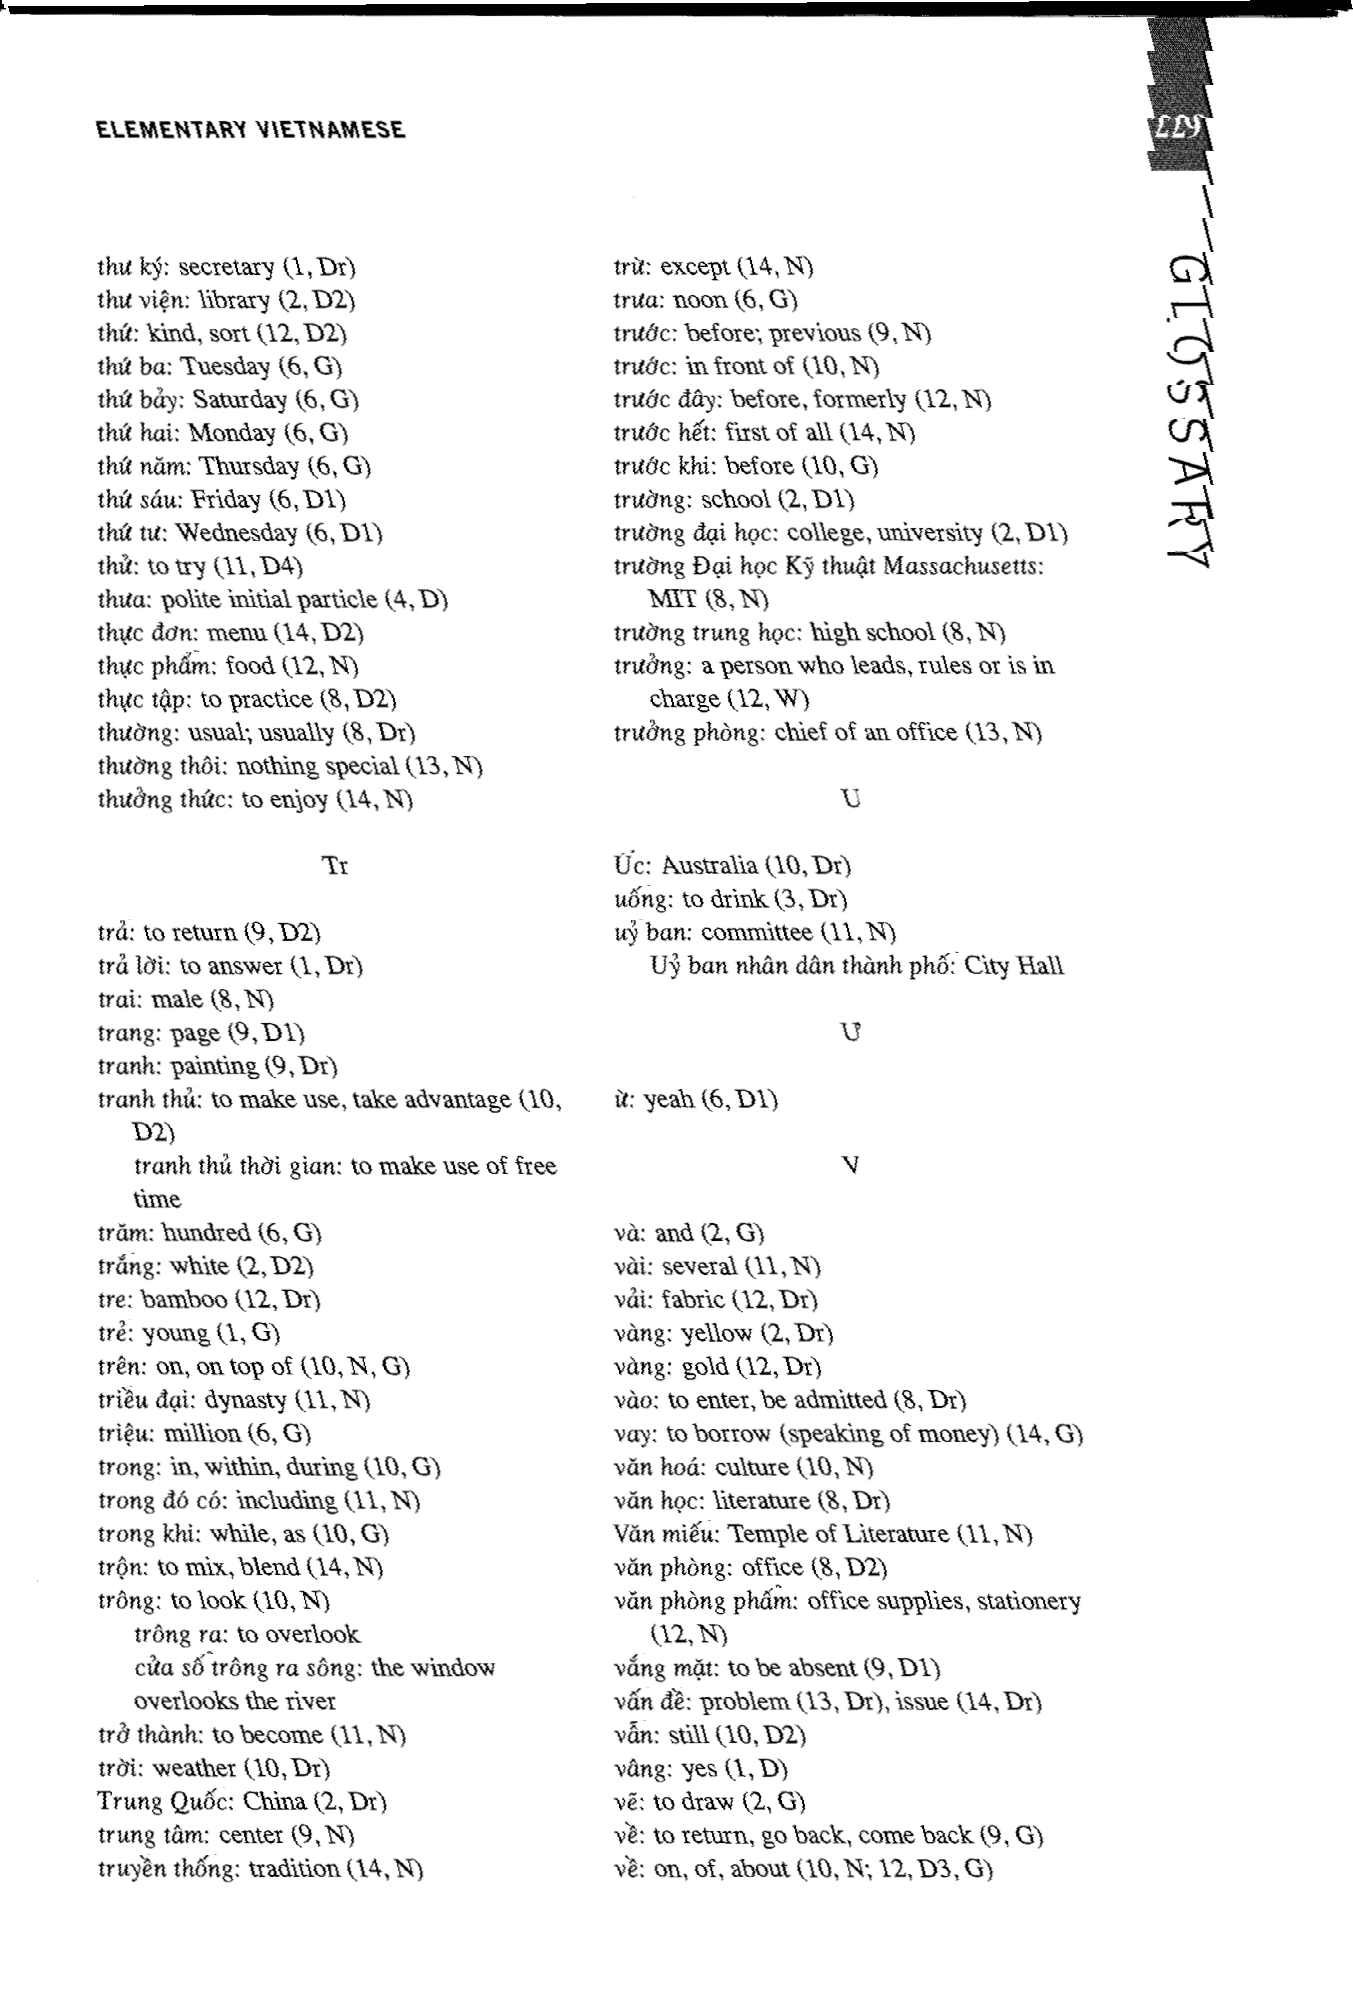 ELEMENTARY VIETNAMESE
thư ký: secretary (1, Dr)
thư viện: library (2, D2)
thứ: kind, sort (12, D2)
thứ ba: Tuesday (6, G)
thứ bảy: Saturday (6, G)
thứ hai: Monday (6, G)
thứ năm: Thursday (6, G)
thứ sáu: Friday (6, D1)
thứ tư: Wednesday (6, D1)
thử: to try (11, D4)
thưa: polite initial particle (4, D)
thực đơn: menu (14, D2)
thực phẩm: food (12, N)
thực tập: to practice (8, D2)
thường: usual; usually (8, Dr)
thường thôi: nothing special (13, N)
thưởng thức: to enjoy (14, N)
Tr
trả: to return (9, D2)
trả lời: to answer (1, Dr)
trai: male (8, N)
trang: page (9, D1)
tranh: painting (9, Dr)
tranh thủ: to make use, take advantage (10,
D2)
tranh thủ thời gian: to make use of free
time
trăm: hundred (6, G)
trắng: white (2, D2)
tre: bamboo (12, Dr)
trẻ: young (1, G)
trên: on, on top of (10, N, G)
triều đại: dynasty (11, N)
triệu: million (6, G)
trong: in, within, during (10, G)
trong đó có: including (11, N)
trong khi: while, as (10, G)
trộn: to mix, blend (14, N)
trông: to look (10, N)
trông ra: to overlook
cửa sổ trông ra sông: the window
overlooks the river
trở thành: to become (11, N)
trời: weather (10, Dr)
Trung Quốc: China (2, Dr)
trung tâm: center (9, N)
truyền thống: tradition (14, N)
trừ: except (14, N)
trưa: noon (6, G)
trước: before; previous (9, N)
trước: in front of (10, N)
trước đây: before, formerly (12, N)
trước hết: first of all (14, N)
trước khi: before (10, G)
trường: school (2, D1)
trường đại học: college, university (2, D1)
trường Đại học Kỹ thuật Massachusetts:
MIT (8, N)
trường trung học: high school (8, N)
trưởng: a person who leads, rules or is in
charge (12, W)
trưởng phòng: chief of an office (13, N)
U
Úc: Australia (10, Dr)
uống: to drink (3, Dr)
uỷ ban: committee (11, N)
Uỷ ban nhân dân thành phố: City Hall
Ư
ừ: yeah (6, D1)
V
và: and (2, G)
vài: several (11, N)
vải: fabric (12, Dr)
vàng: yellow (2, Dr)
vàng: gold (12, Dr)
vào: to enter, be admitted (8, Dr)
vay: to borrow (speaking of money) (14, G)
văn hoá: culture (10, N)
văn học: literature (8, Dr)
Văn miếu: Temple of Literature (11, N)
văn phòng: office (8, D2)
văn phòng phẩm: office supplies, stationery
(12, N)
vắng mặt: to be absent (9, D1)
vấn đề: problem (13, Dr), issue (14, Dr)
vẫn: still (10, D2)
vâng: yes (1, D)
vẽ: to draw (2, G)
về: to return, go back, come back (9, G)
về: on, of, about (10, N; 12, D3, G)
GLOSSARY